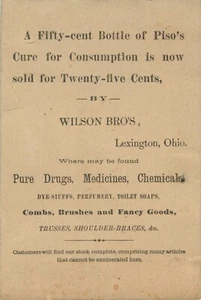 A Fifty-cent Bottle of Piso's
Cure for Consumption is now
sold for Twenty-five Cents,
—BY—
WILSON BRO'S,
Lexington, Ohio.
Where may be found
Pure Drugs, Medicines, Chemicals
DYE-STUFFS, PERFUMERY, TOILET SOAPS,
Combs, Brushes and Fancy Goods,
TRUSSES, SHOULDER-BRACES, &c.
Customers will find our stock complete, comprising many articles
that cannot be enumerated here.